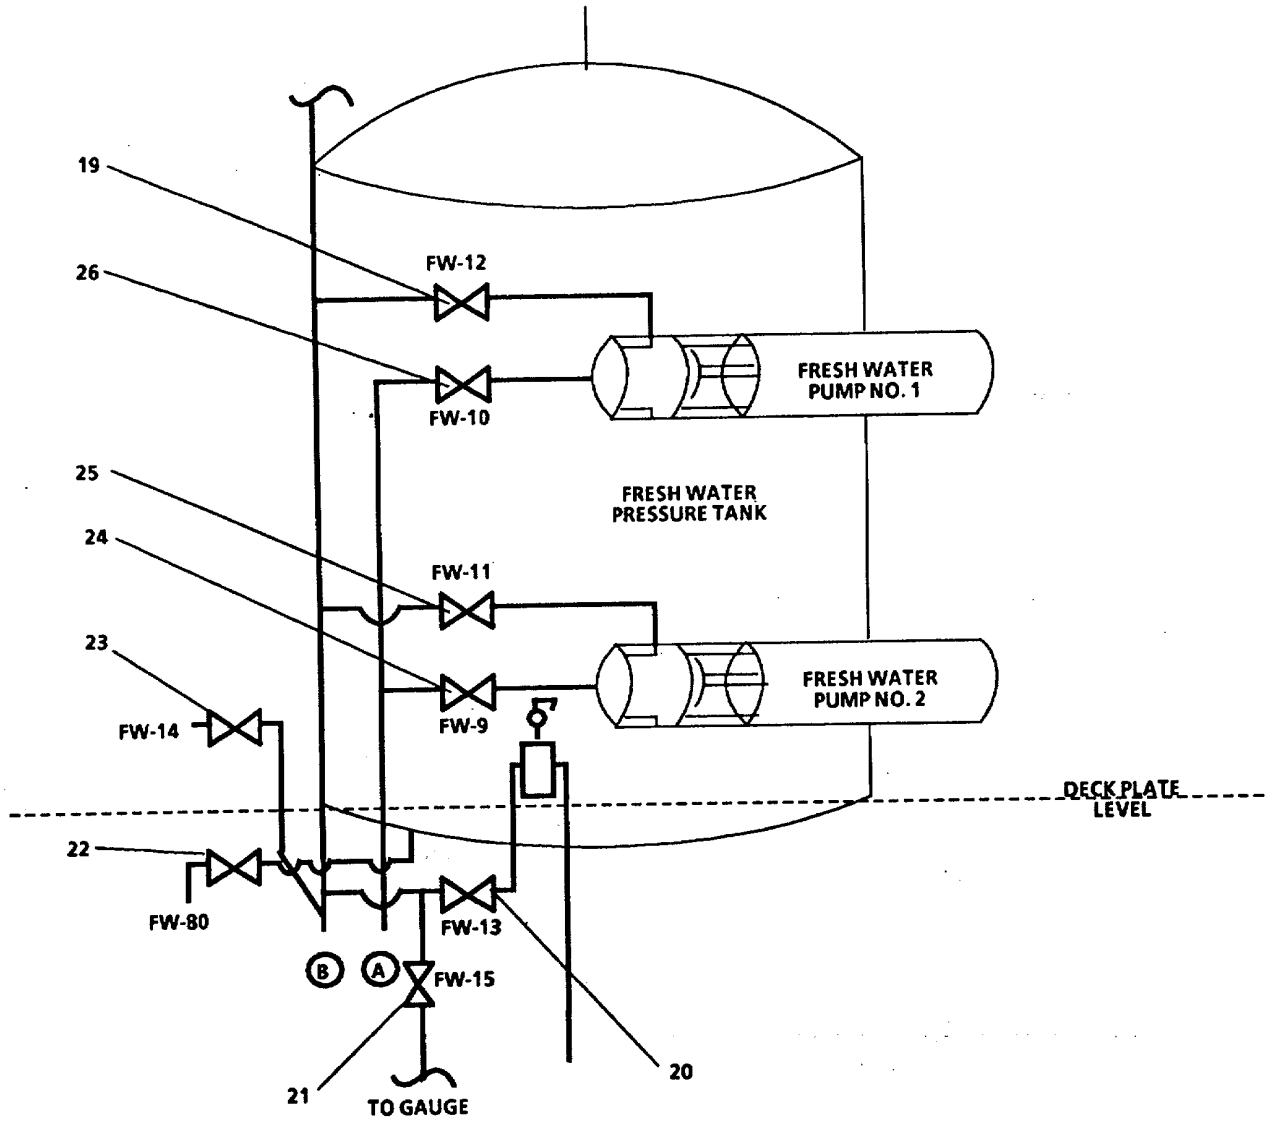 19
FW-12
26
FRESH WATER
PUMP NO. 1
FW-10
25
FRESH WATER
PRESSURE TANK
24
FW-11
23
FRESH WATER
PUMP NO. 2
FW-9
FW-14
DECK PLATE
LEVEL
22
FW-80
FW-13
B
A
FW-15
20
21
TO GAUGE